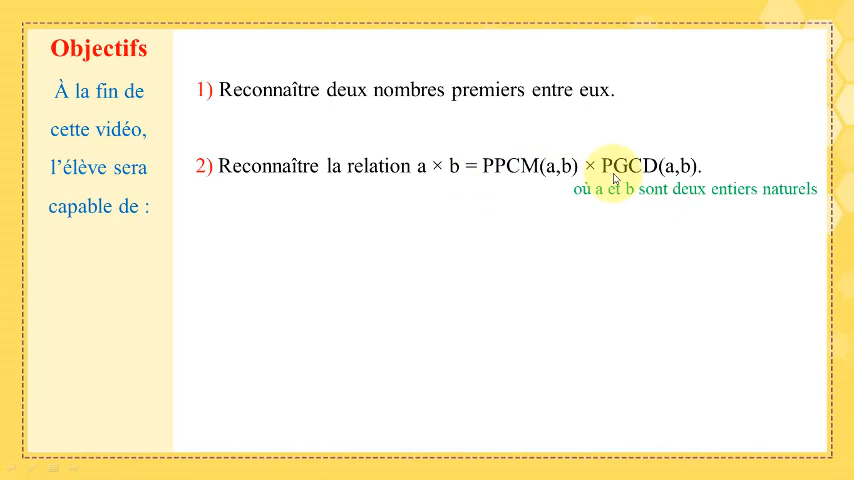 Objectifs
À la fin de
cette vidéo,
l'élève sera
capable de :
1) Reconnaître deux nombres premiers entre eux.
2) Reconnaître la relation a × b = PPCM(a,b) × PGCD(a,b).
où a et b sont deux entiers naturels